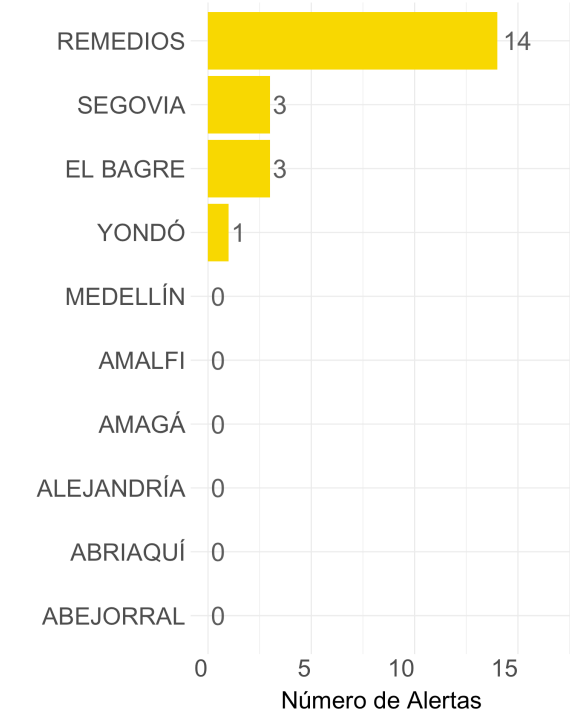 REMEDIOS 14
SEGOVIA 3
EL BAGRE 3
YONDÓ 1
MEDELLÍN 0
AMALFI 0
AMAGÁ 0
ALEJANDRÍA 0
ABRIAQUÍ 0
ABEJORRAL 0
0 5 10 15
Número de Alertas